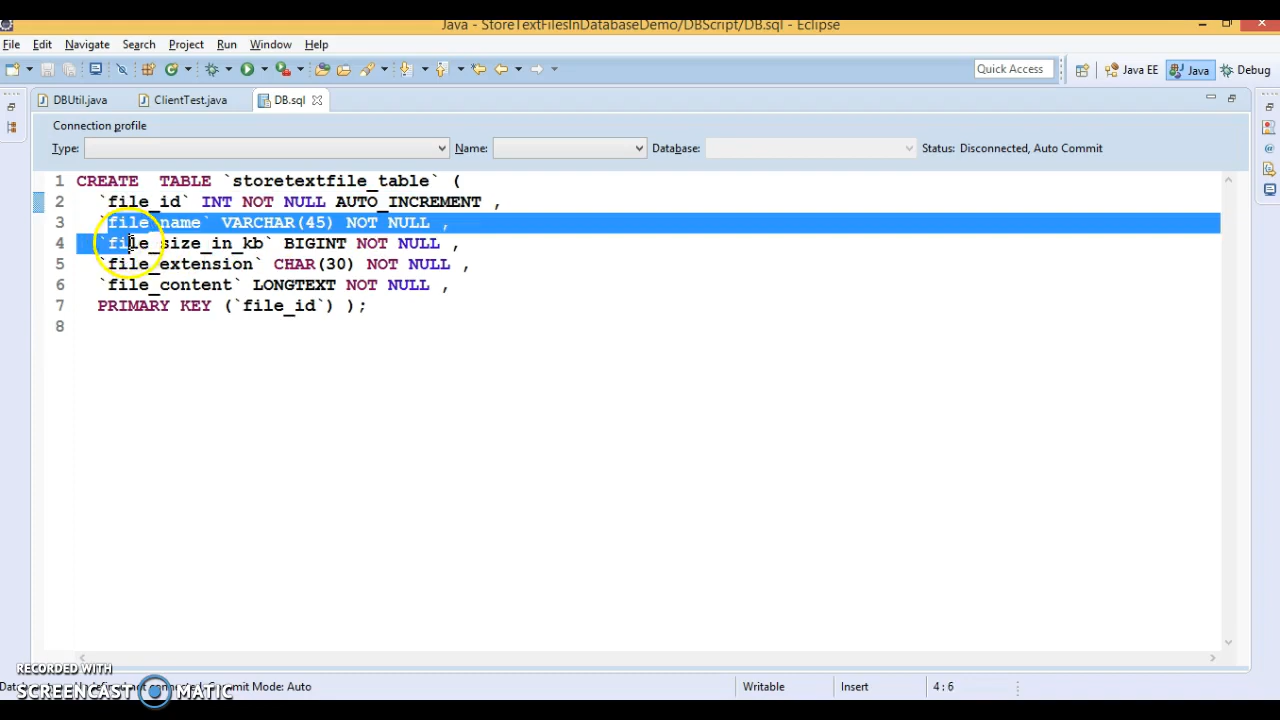 Java - StoreTextFilesInDatabaseDemo/DBScript/DB.sql - Eclipse
File Edit Navigate Search Project Run Window Help
Quick Access Java EE Java Debug
DBUtil.java ClientTest.java DB.sql
Connection profile
Type: Name: Database: Status: Disconnected, Auto Commit
1 CREATE  TABLE `storetextfile_table` (
2 `file_id` INT NOT NULL AUTO_INCREMENT ,
3 `file_name` VARCHAR(45) NOT NULL ,
4 `file_size_in_kb` BIGINT NOT NULL ,
5 `file_extension` CHAR(30) NOT NULL ,
6 `file_content` LONGTEXT NOT NULL ,
7 PRIMARY KEY (`file_id`) );
8
RECORDED WITH
SCREENCAST MATIC
Commit Mode: Auto Writable Insert 4 : 6